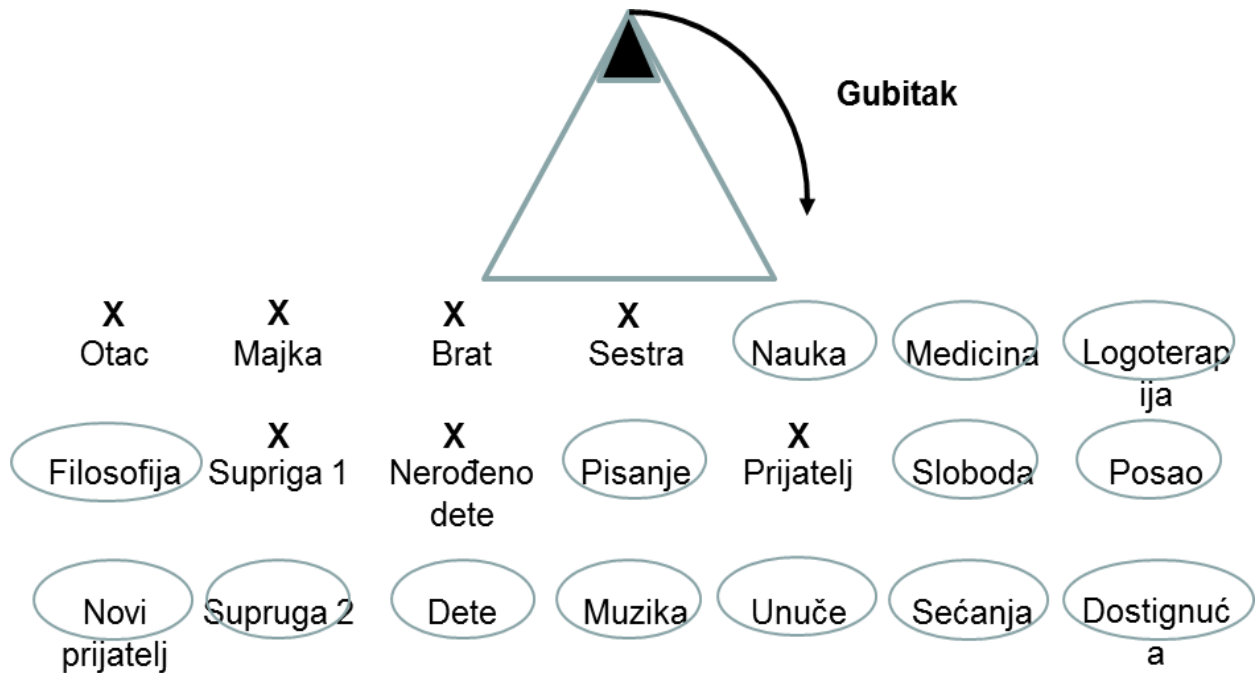 Gubitak
X X X X
Otac Majka Brat Sestra Nauka Medicina Logoterap
ija
X X X
Filosofija Supriga 1 Nerođeno Pisanje Prijatelj Sloboda Posao
dete
Novi Supruga 2 Dete Muzika Unuče Sećanja Dostignuć
prijatelj a